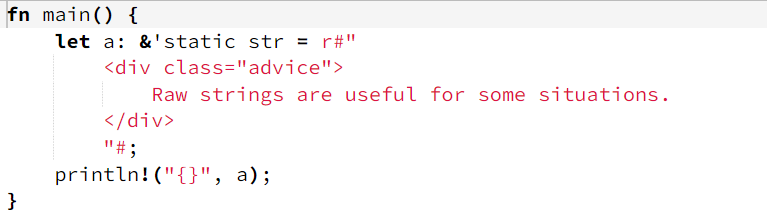 fn main() {
    let a: &'static str = r#"
        <div class="advice">
            Raw strings are useful for some situations.
        </div>
        "#;
    println!("{}", a);
}